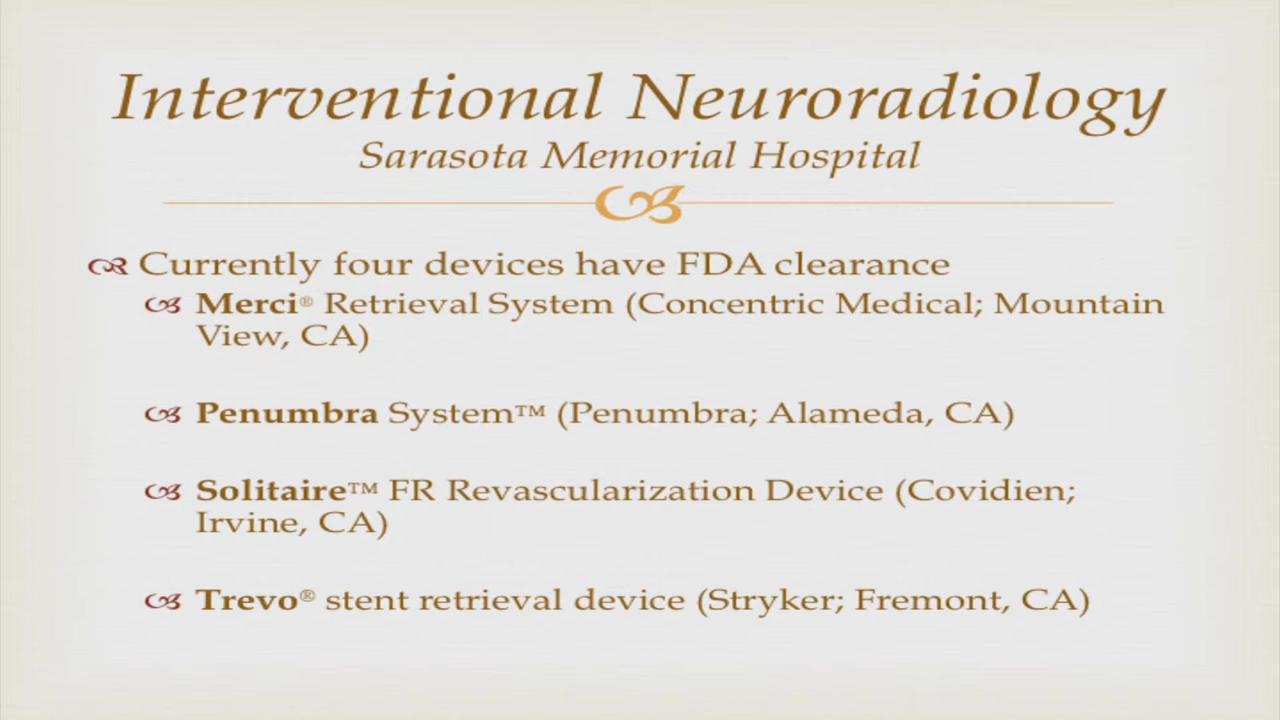 Interventional Neuroradiology
Sarasota Memorial Hospital
Currently four devices have FDA clearance
Merci® Retrieval System (Concentric Medical; Mountain
View, CA)
Penumbra System™ (Penumbra; Alameda, CA)
Solitaire™ FR Revascularization Device (Covidien;
Irvine, CA)
Trevo® stent retrieval device (Stryker; Fremont, CA)